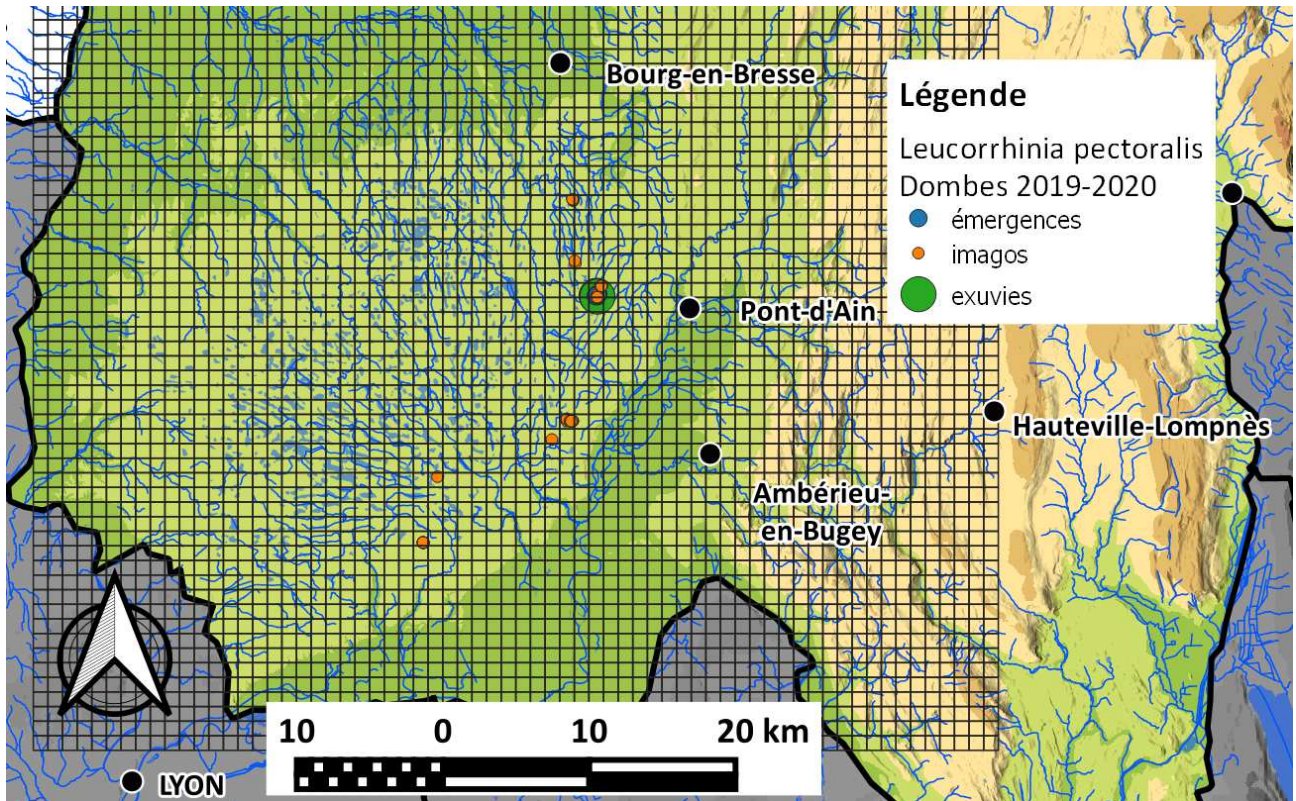 Bourg-en-Bresse
Légende
Leucorrhinia pectoralis
Dombes 2019-2020
émergences
imagos
exuvies
Pont-d'Ain
Hauteville-Lompnès
Ambérieu-
en-Bugey
10 0 10 20 km
LYON